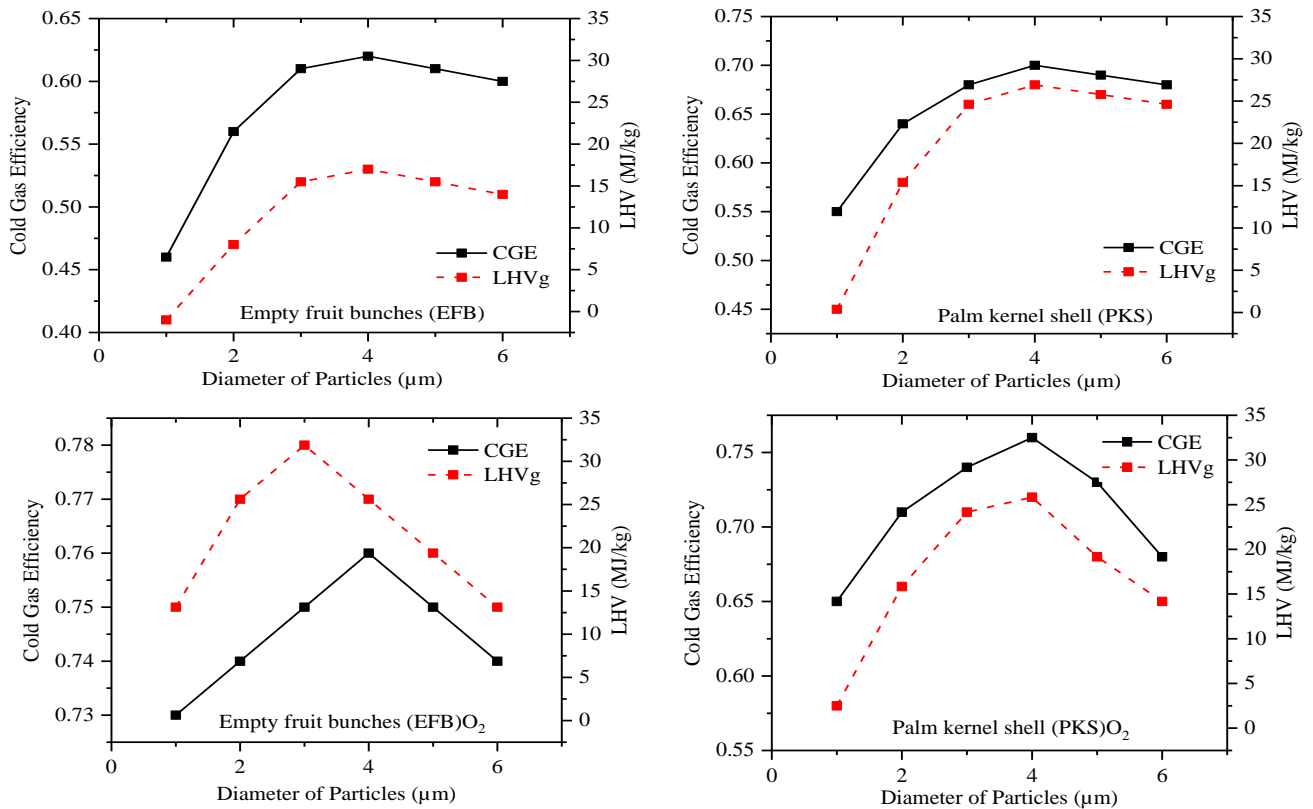 0.65
0.60
0.55
0.50
0.45
0.40
Cold Gas Efficiency
35
30
25
20
15
10
5
0
LHV (MJ/kg)
CGE
LHVg
Empty fruit bunches (EFB)
0 2 4 6
Diameter of Particles (µm)
0.75
0.70
0.65
0.60
0.55
0.50
0.45
Cold Gas Efficiency
35
30
25
20
15
10
5
0
LHV (MJ/kg)
CGE
LHVg
Palm kernel shell (PKS)
0 2 4 6
Diameter of Particles (µm)
0.78
0.77
0.76
0.75
0.74
0.73
Cold Gas Efficiency
35
30
25
20
15
10
5
0
LHV (MJ/kg)
CGE
LHVg
Empty fruit bunches (EFB)O₂
0 2 4 6
Diameter of Particles (µm)
0.75
0.70
0.65
0.60
0.55
Cold Gas Efficiency
35
30
25
20
15
10
5
0
LHV (MJ/kg)
CGE
LHVg
Palm kernel shell (PKS)O₂
0 2 4 6
Diameter of Particles (µm)